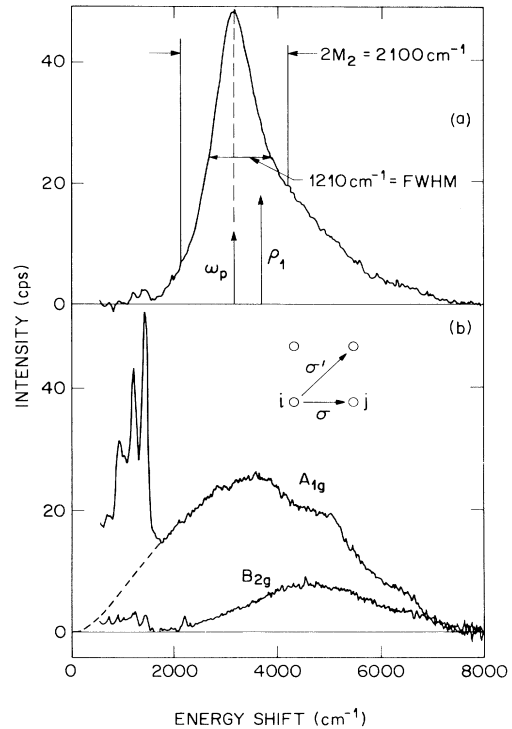 40
20
0
2M₂ = 2100 cm⁻¹
(a)
1210 cm⁻¹ = FWHM
ωₚ
ρ₁
INTENSITY (cps)
(b)
40
20
0
σ'
i
σ
j
A₁g
B₂g
0 2000 4000 6000 8000
ENERGY SHIFT (cm⁻¹)